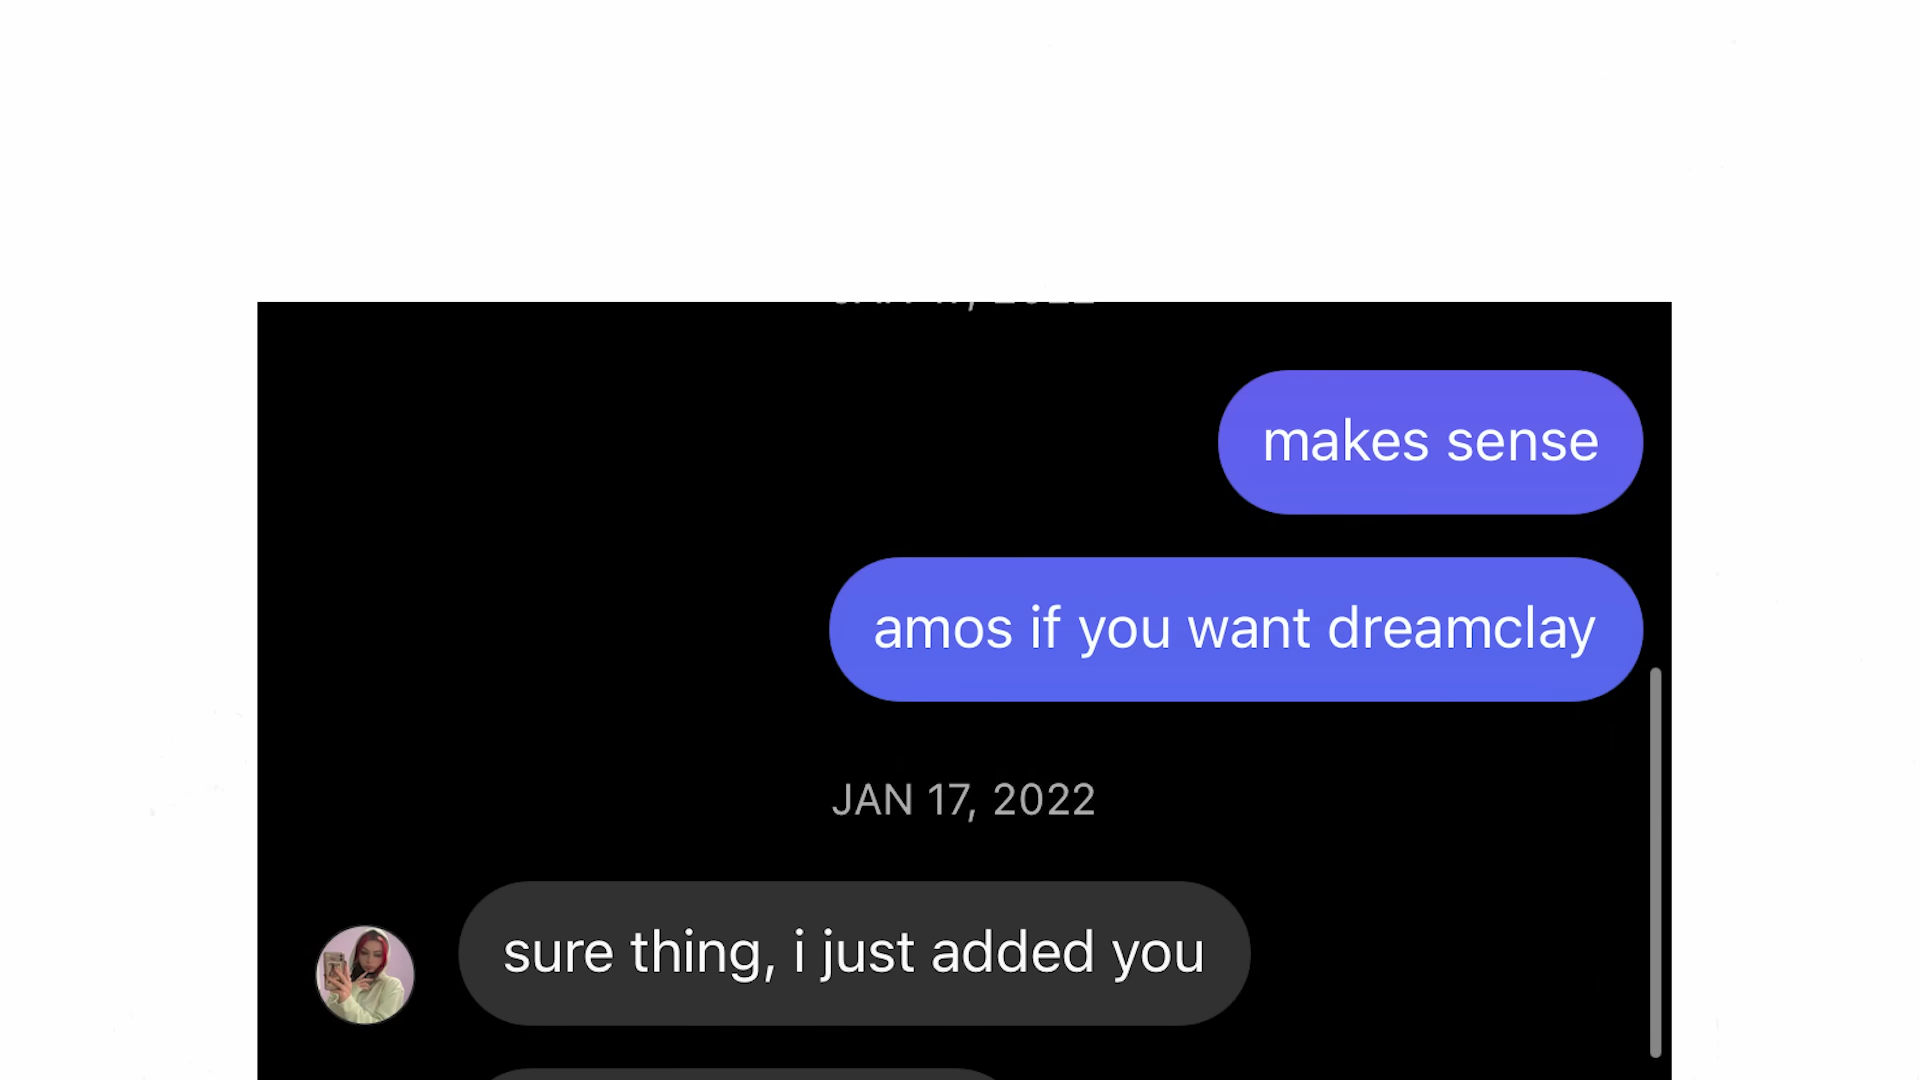 makes sense
amos if you want dreamclay
JAN 17, 2022
sure thing, i just added you